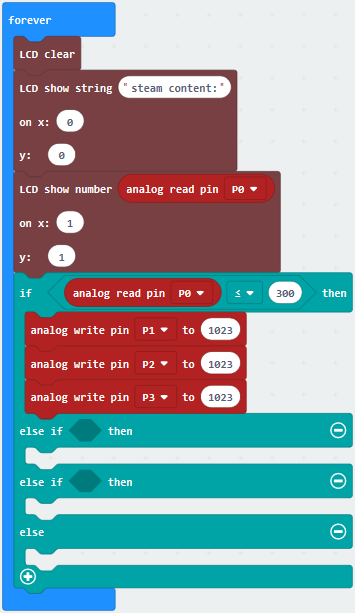 forever
LCD clear
LCD show string " steam content: "
on x: 0
y: 0
LCD show number analog read pin P0
on x: 1
y: 1
if analog read pin P0 ≤ 300 then
analog write pin P1 to 1023
analog write pin P2 to 1023
analog write pin P3 to 1023
else if then
else if then
else